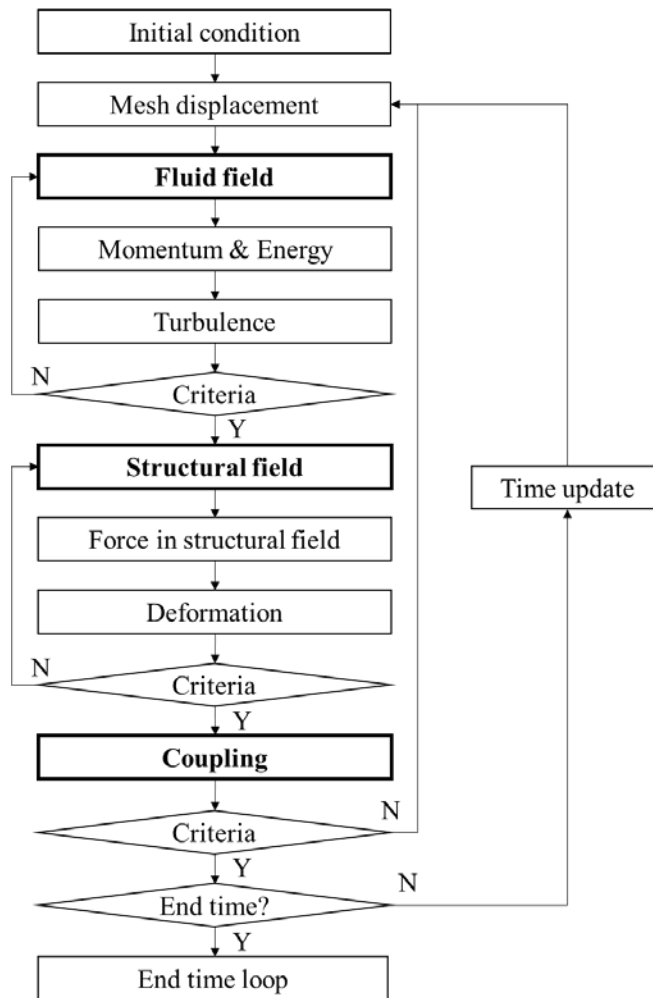 Initial condition
Mesh displacement
Fluid field
Momentum & Energy
Turbulence
N
Criteria
Y
Structural field
Time update
Force in structural field
Deformation
N
Criteria
Y
Coupling
N
Criteria
Y
N
End time?
Y
End time loop